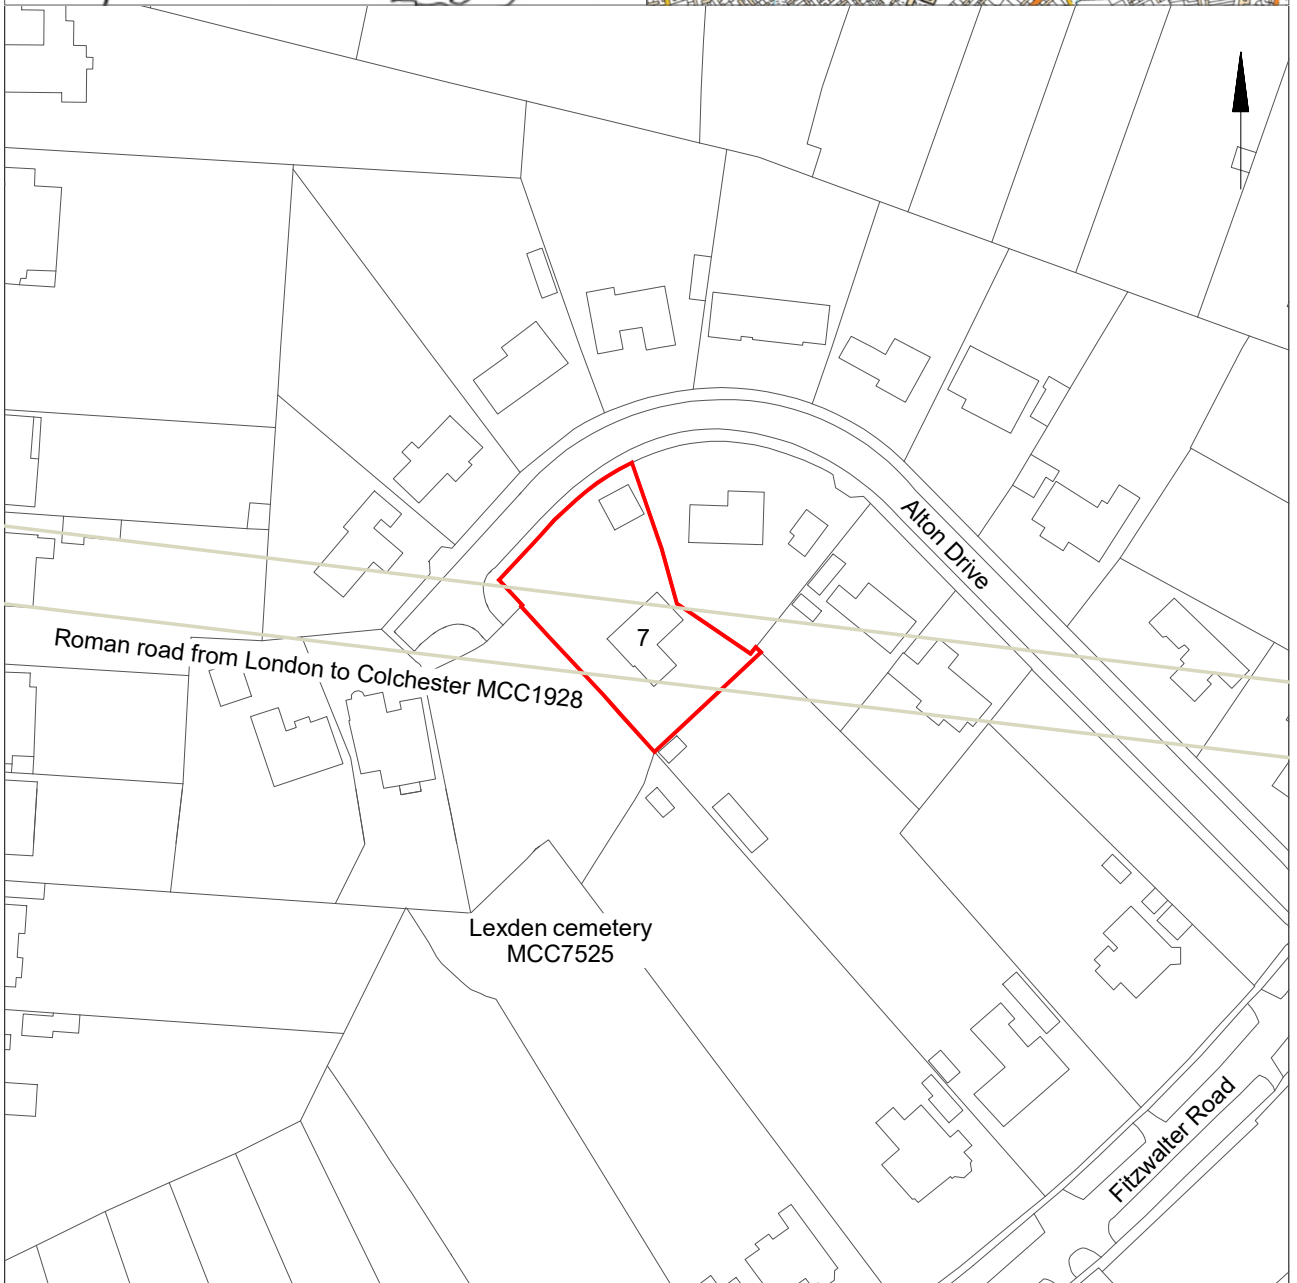 Alton Drive
7
Roman road from London to Colchester MCC1928
Lexden cemetery
MCC7525
Fitzwalter Road